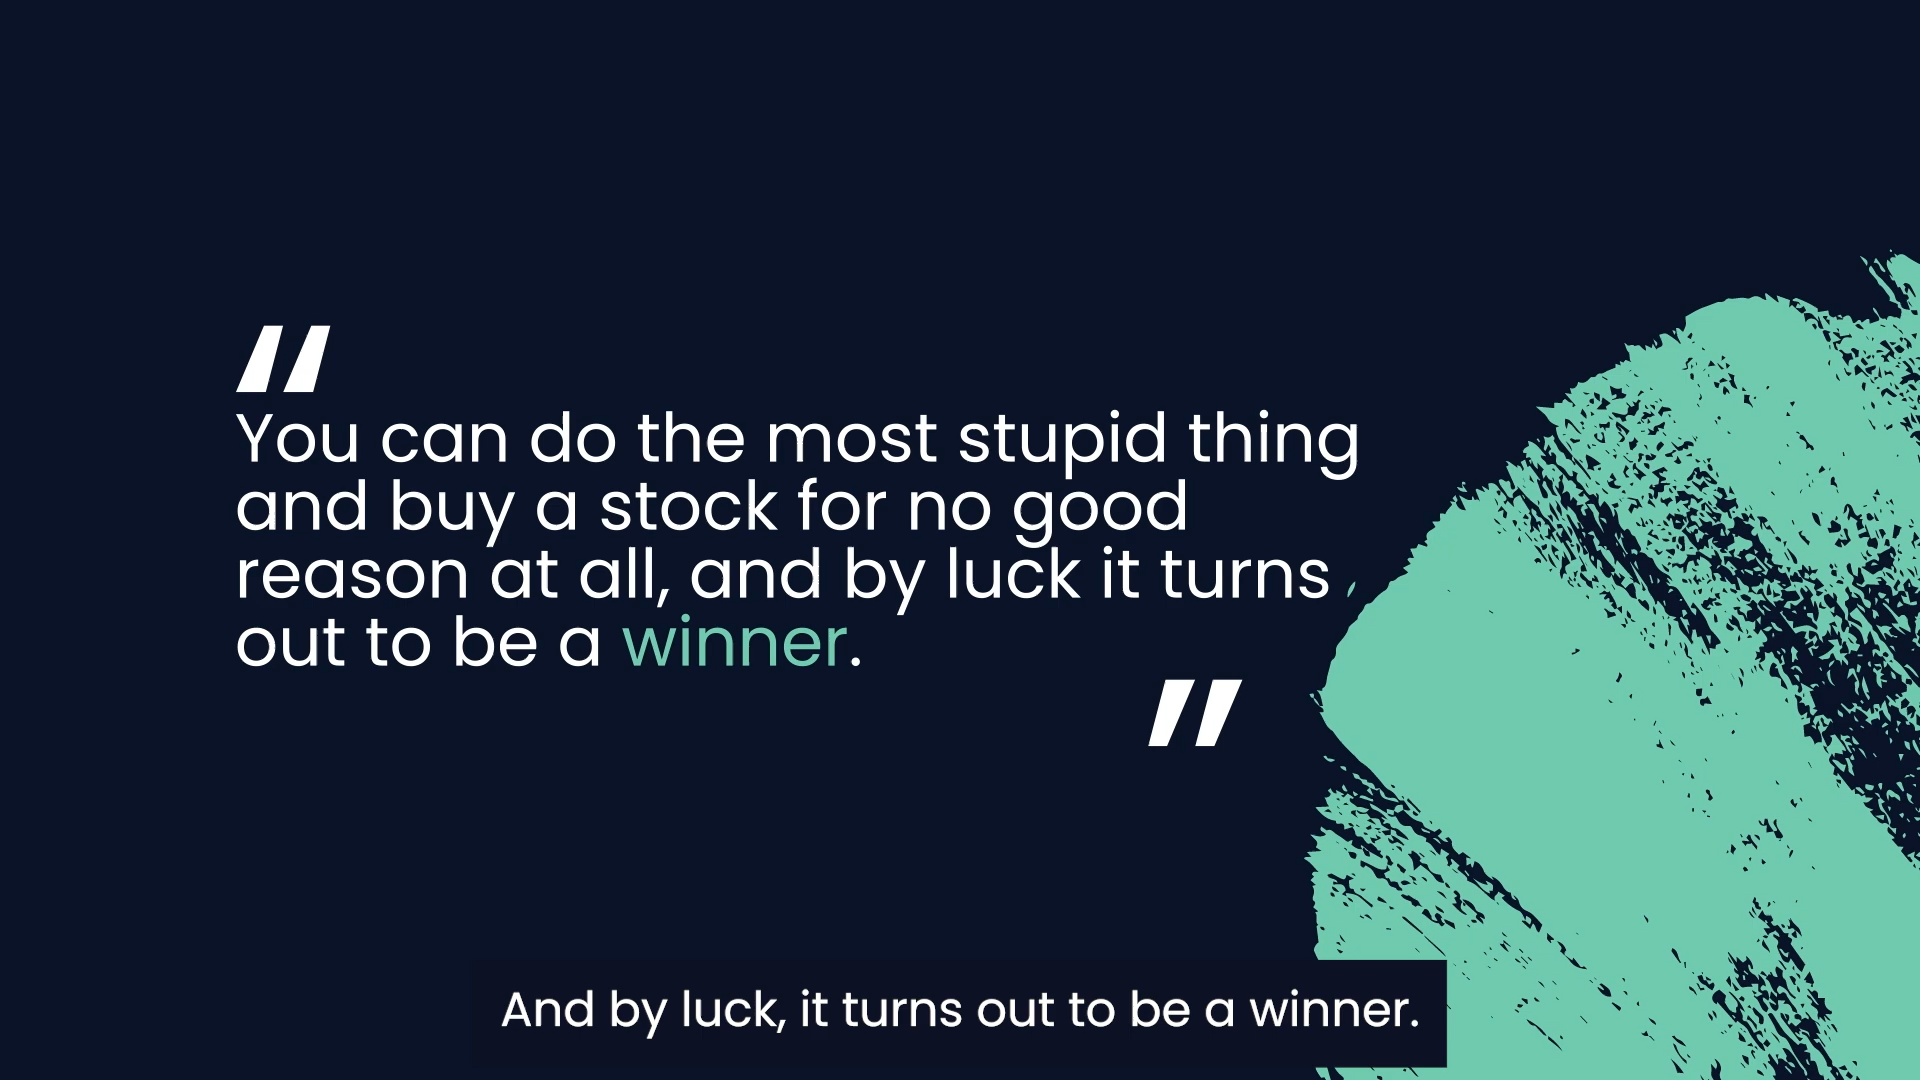 “
You can do the most stupid thing
and buy a stock for no good
reason at all, and by luck it turns
out to be a winner.
”
And by luck, it turns out to be a winner.